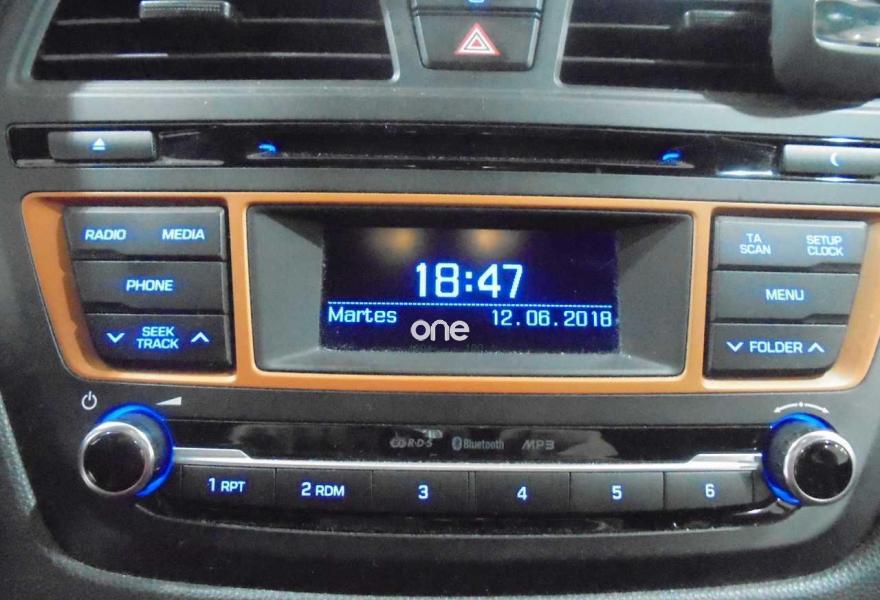 RADIO MEDIA
PHONE
SEEK
TRACK
18:47
Martes 12.06.2018
one
TA
SCAN
SETUP
CLOCK
MENU
FOLDER
CD R·D·S Bluetooth MP3
1 RPT 2 RDM 3 4 5 6